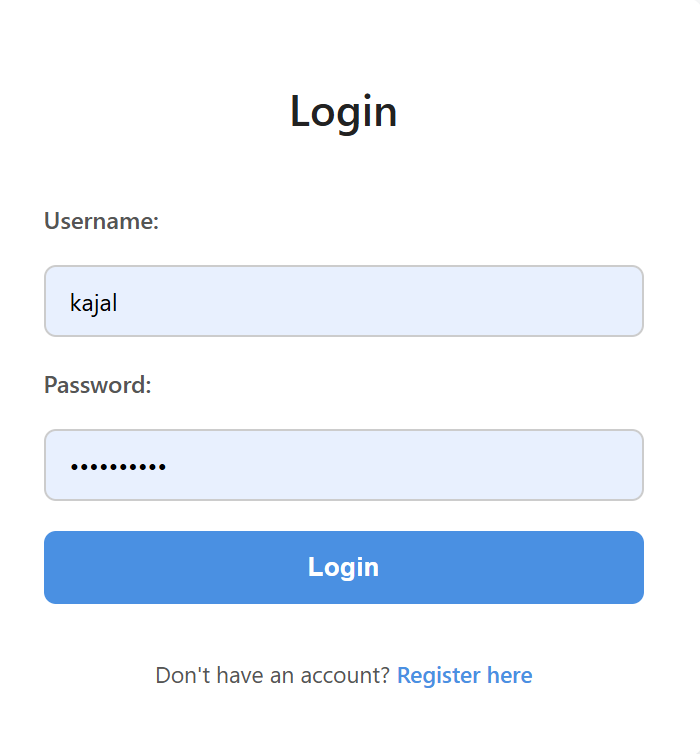 Login
Username:
kajal
Password:
••••••••••
Login
Don't have an account? Register here